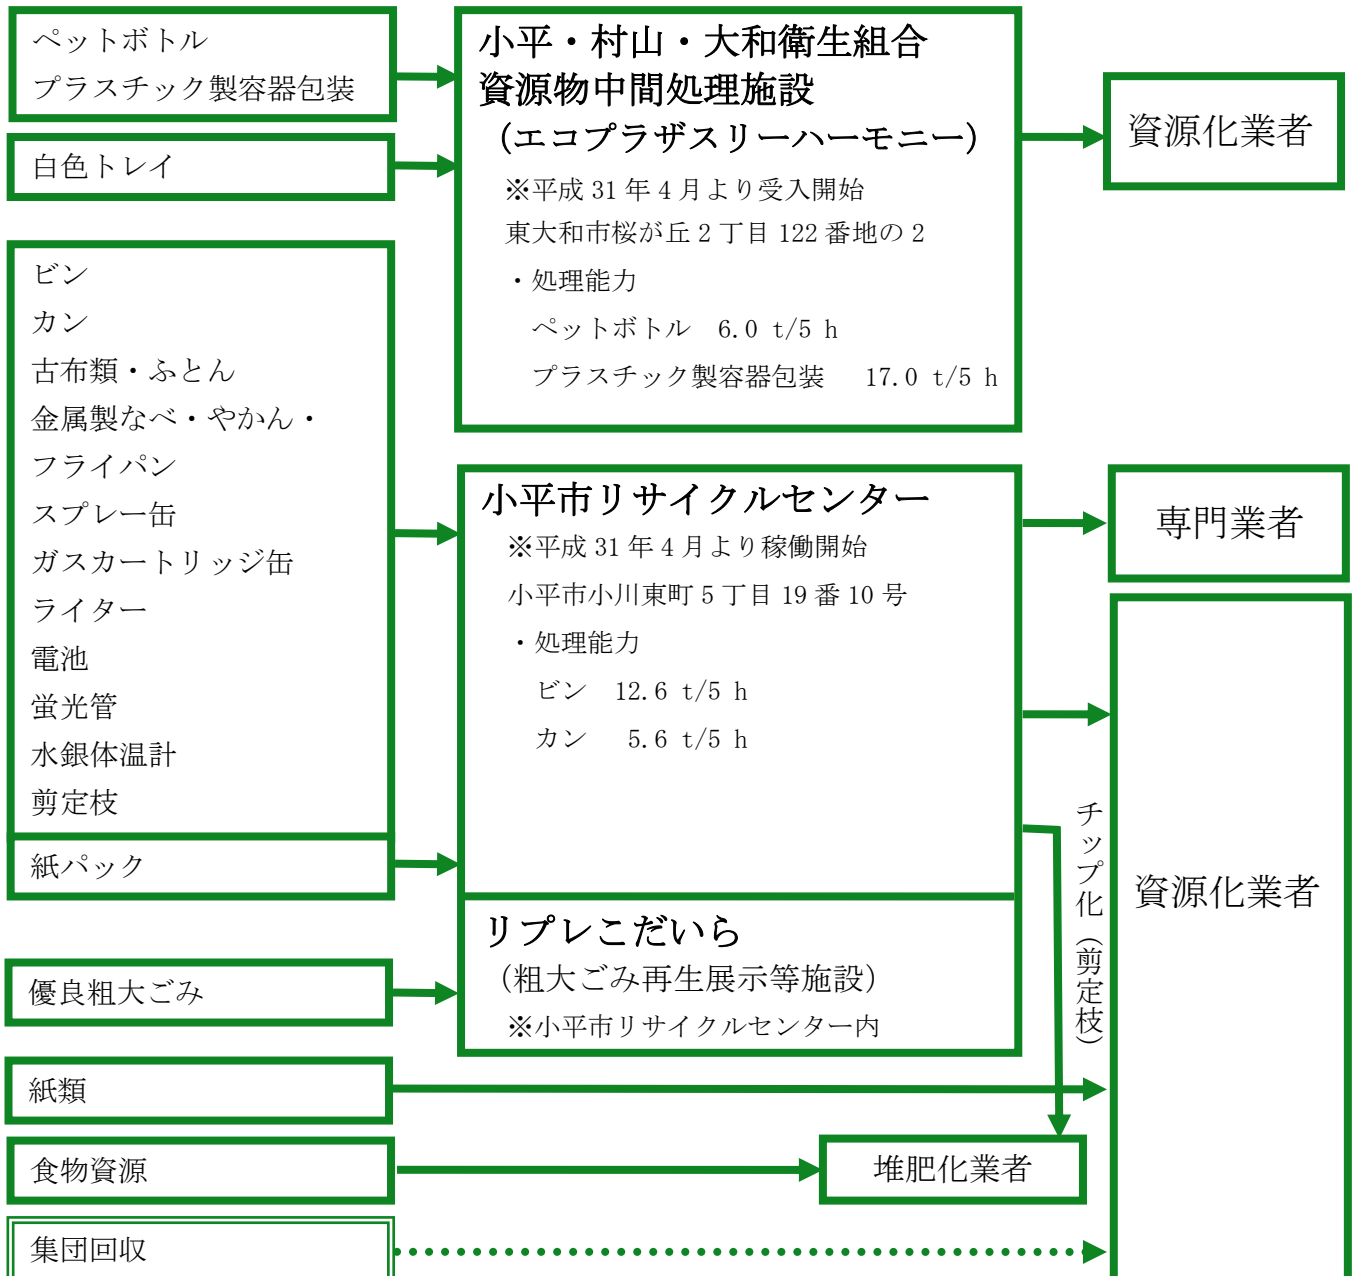 ペットボトル
プラスチック製容器包装
白色トレイ
小平・村山・大和衛生組合
資源物中間処理施設
（エコプラザスリーハーモニー）
※平成 31 年 4 月より受入開始
東大和市桜が丘 2 丁目 122 番地の 2
・処理能力
ペットボトル　6.0 t/5 h
プラスチック製容器包装　17.0 t/5 h
資源化業者
ビン
カン
古布類・ふとん
金属製なべ・やかん・
フライパン
スプレー缶
ガスカートリッジ缶
ライター
電池
蛍光管
水銀体温計
剪定枝
紙パック
小平市リサイクルセンター
※平成 31 年 4 月より稼働開始
小平市小川東町 5 丁目 19 番 10 号
・処理能力
ビン　12.6 t/5 h
カン　5.6 t/5 h
専門業者
チップ化（剪定枝）
資源化業者
リプレこだいら
（粗大ごみ再生展示等施設）
※小平市リサイクルセンター内
優良粗大ごみ
紙類
食物資源
堆肥化業者
集団回収